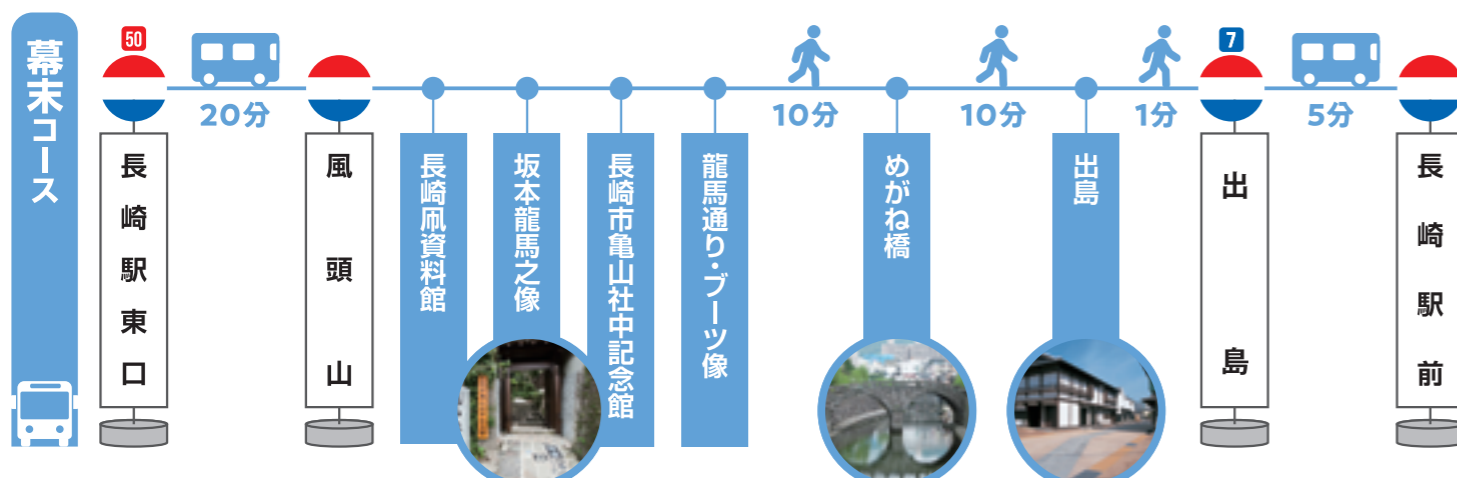 幕末コース
50
長崎駅東口
20分
風頭山
長崎凧資料館
坂本龍馬之像
長崎市亀山社中記念館
龍馬通り・ブーツ像
10分
めがね橋
10分
出島
1分
7
出島
5分
長崎駅前